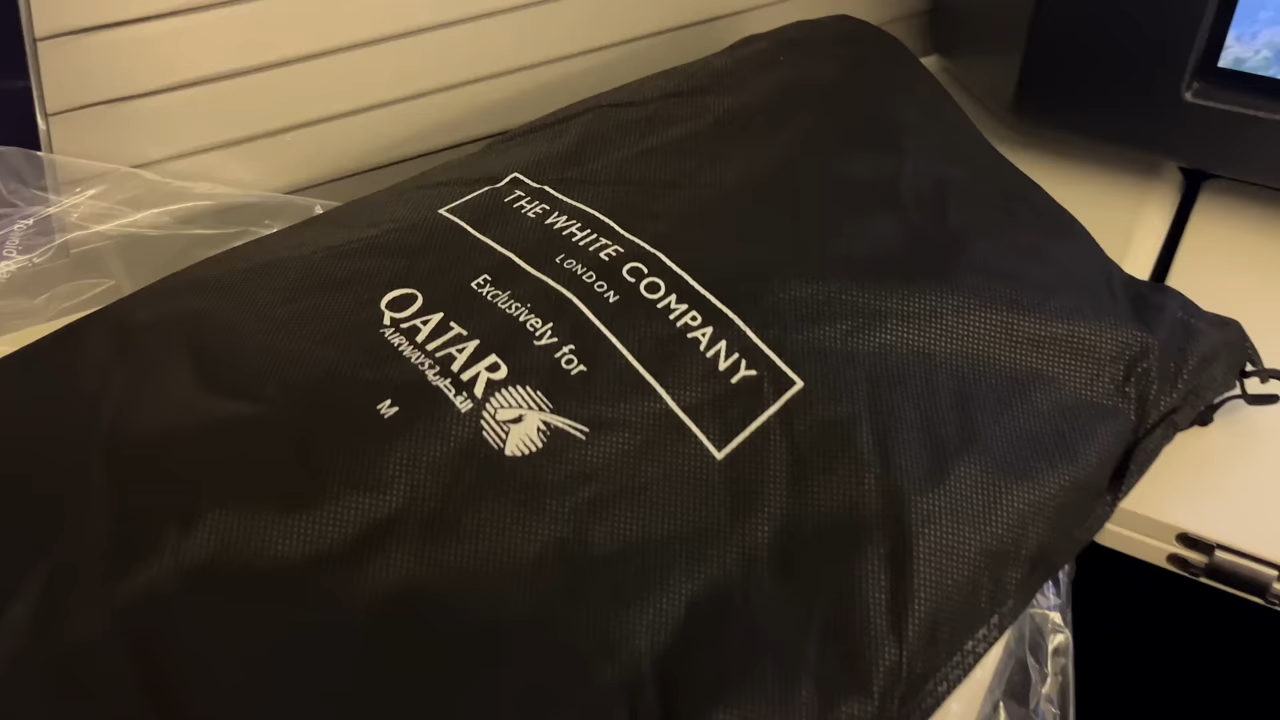 THE WHITE COMPANY
LONDON
Exclusively for
QATAR
AIRWAYS القطرية
M